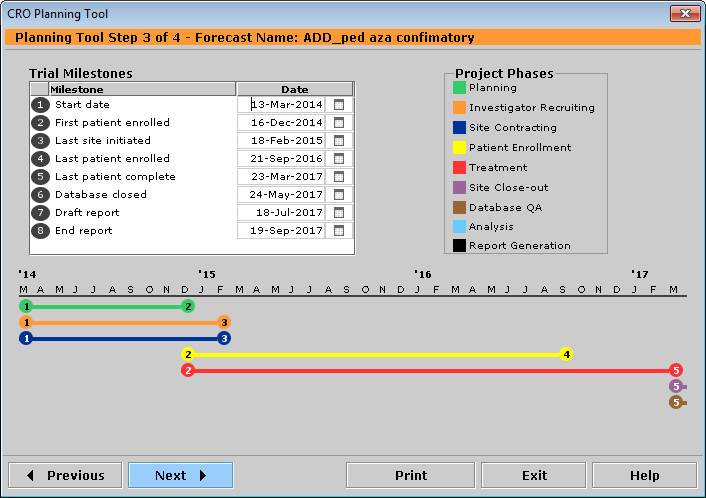 CRO Planning Tool
Planning Tool Step 3 of 4 - Forecast Name: ADD_ped aza confimatory
Trial Milestones
Milestone Date
1 Start date 13-Mar-2014
2 First patient enrolled 16-Dec-2014
3 Last site initiated 18-Feb-2015
4 Last patient enrolled 21-Sep-2016
5 Last patient complete 23-Mar-2017
6 Database closed 24-May-2017
7 Draft report 18-Jul-2017
8 End report 19-Sep-2017
Project Phases
Planning
Investigator Recruiting
Site Contracting
Patient Enrollment
Treatment
Site Close-out
Database QA
Analysis
Report Generation
'14 '15 '16 '17
M A M J J A S O N D J F M A M J J A S O N D J F M A M J J A S O N D J F M
1 2
1 3
1 3
2 4
2 5
5
5
Previous Next Print Exit Help